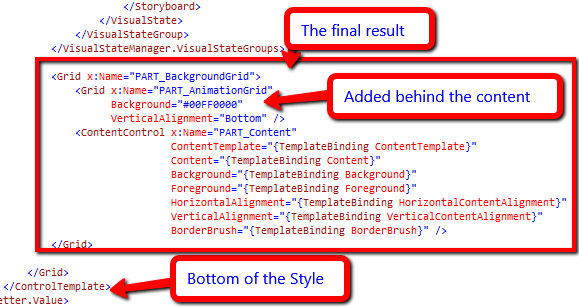 </Storyboard>
</VisualState>
</VisualStateGroup>
</VisualStateManager.VisualStateGroups>
The final result
<Grid x:Name="PART_BackgroundGrid">
<Grid x:Name="PART_AnimationGrid"
Background="#00FF0000"
VerticalAlignment="Bottom" />
Added behind the content
<ContentControl x:Name="PART_Content"
ContentTemplate="{TemplateBinding ContentTemplate}"
Content="{TemplateBinding Content}"
Background="{TemplateBinding Background}"
Foreground="{TemplateBinding Foreground}"
HorizontalAlignment="{TemplateBinding HorizontalContentAlignment}"
VerticalAlignment="{TemplateBinding VerticalContentAlignment}"
BorderBrush="{TemplateBinding BorderBrush}" />
</Grid>
</Grid>
</ControlTemplate>
Bottom of the Style
etter.Value>